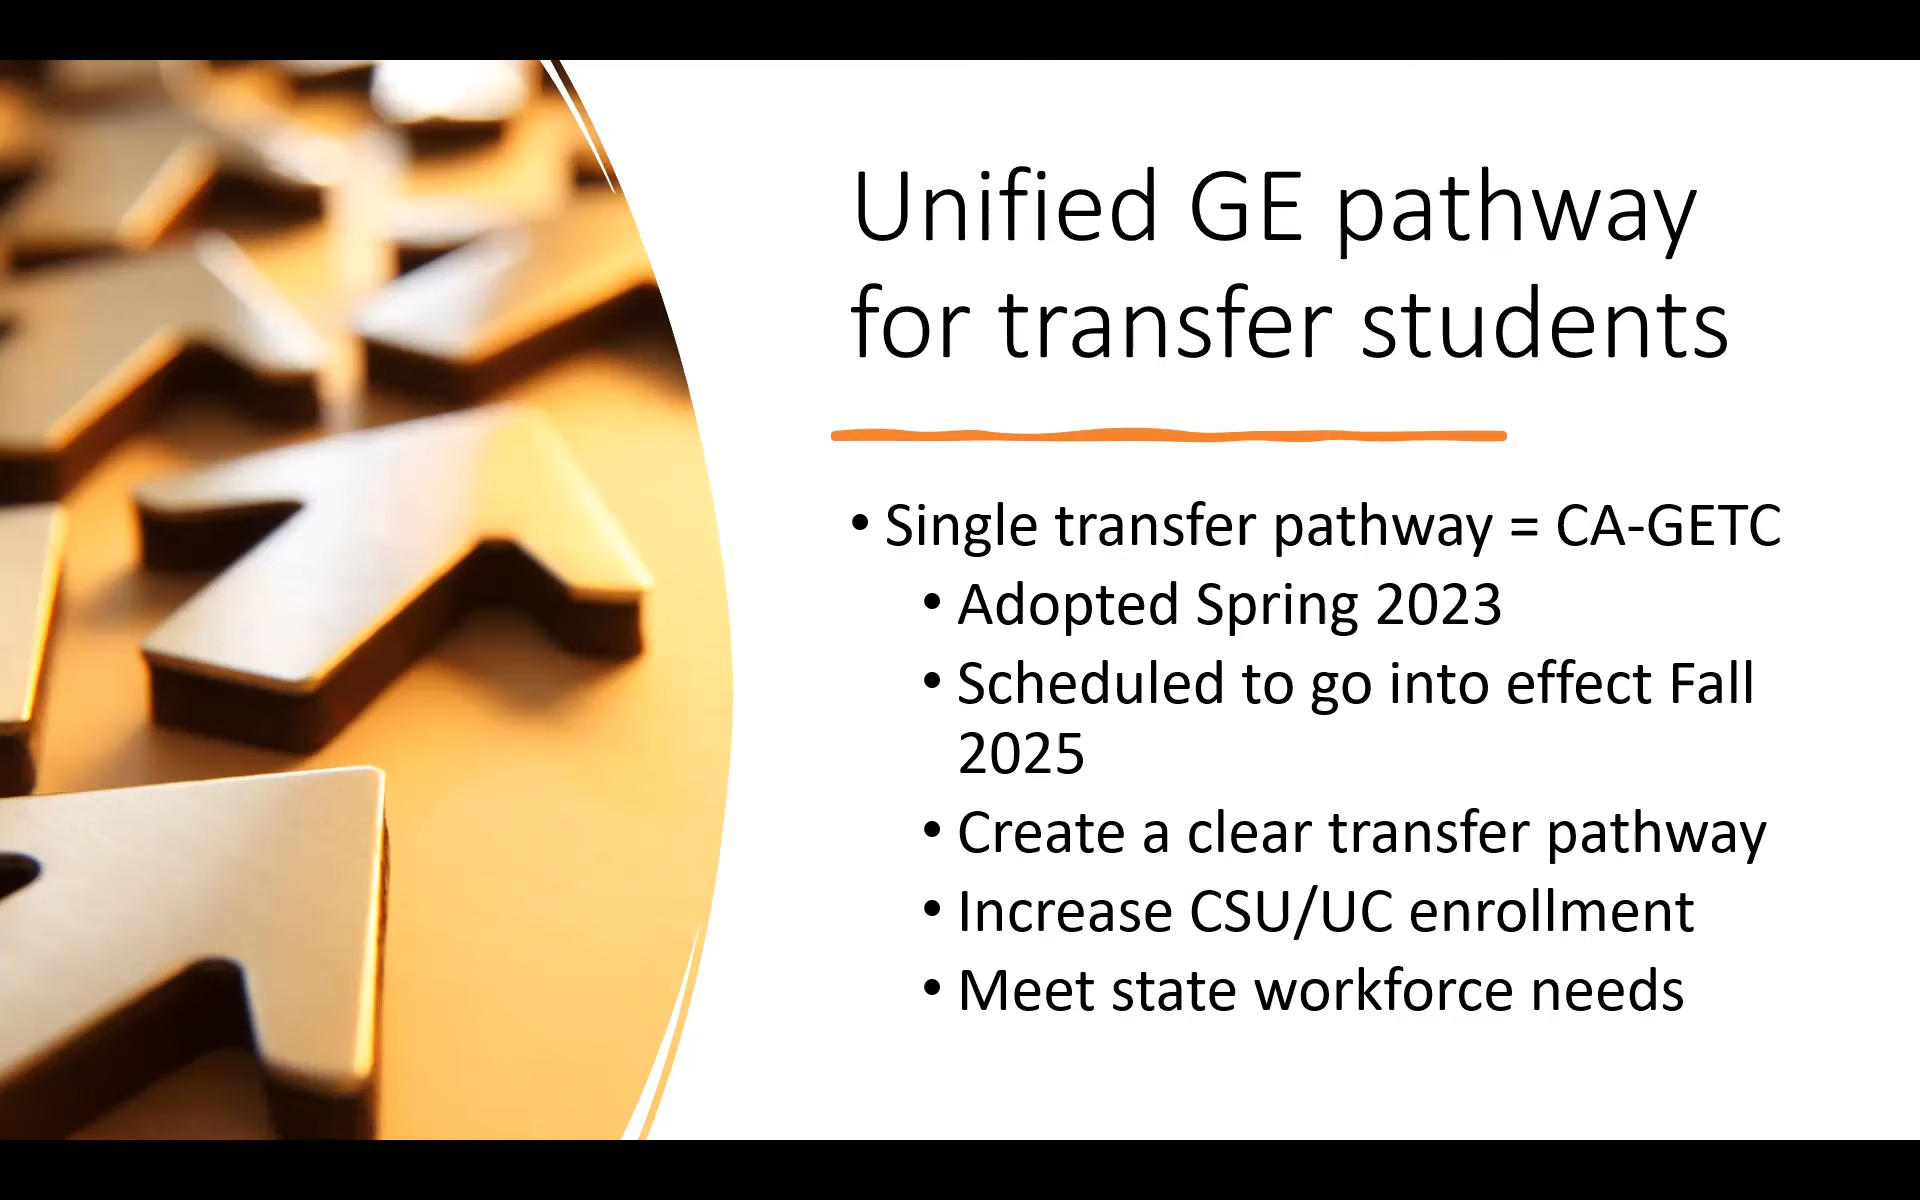 Unified GE pathway
for transfer students
• Single transfer pathway = CA-GETC
• Adopted Spring 2023
• Scheduled to go into effect Fall
2025
• Create a clear transfer pathway
• Increase CSU/UC enrollment
• Meet state workforce needs